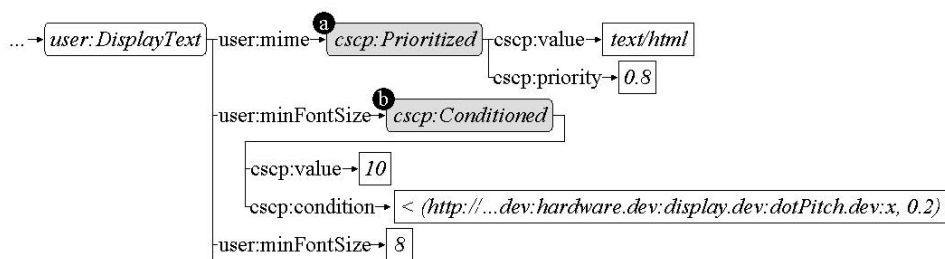 ... user:DisplayText user:mime a cscp:Prioritized cscp:value text/html
cscp:priority 0.8
user:minFontSize b cscp:Conditioned
cscp:value 10
cscp:condition < (http://...dev:hardware.dev:display.dev:dotPitch.dev:x, 0.2)
user:minFontSize 8